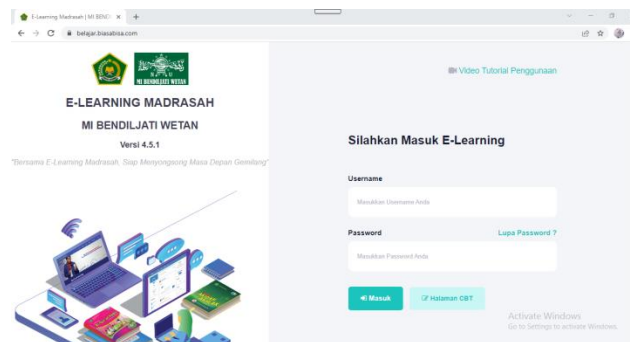 E-Learning Madrasah | MI BENDI
belajar.biasabisa.com
MI BENDILJATI WETAN
E-LEARNING MADRASAH
MI BENDILJATI WETAN
Versi 4.5.1
"Bersama E-Learning Madrasah, Siap Menyongsong Masa Depan Gemilang"
Video Tutorial Penggunaan
Silahkan Masuk E-Learning
Username
Masukkan Username Anda
Password
Lupa Password ?
Masukkan Password Anda
Masuk
Halaman CBT
Activate Windows
Go to Settings to activate Windows.